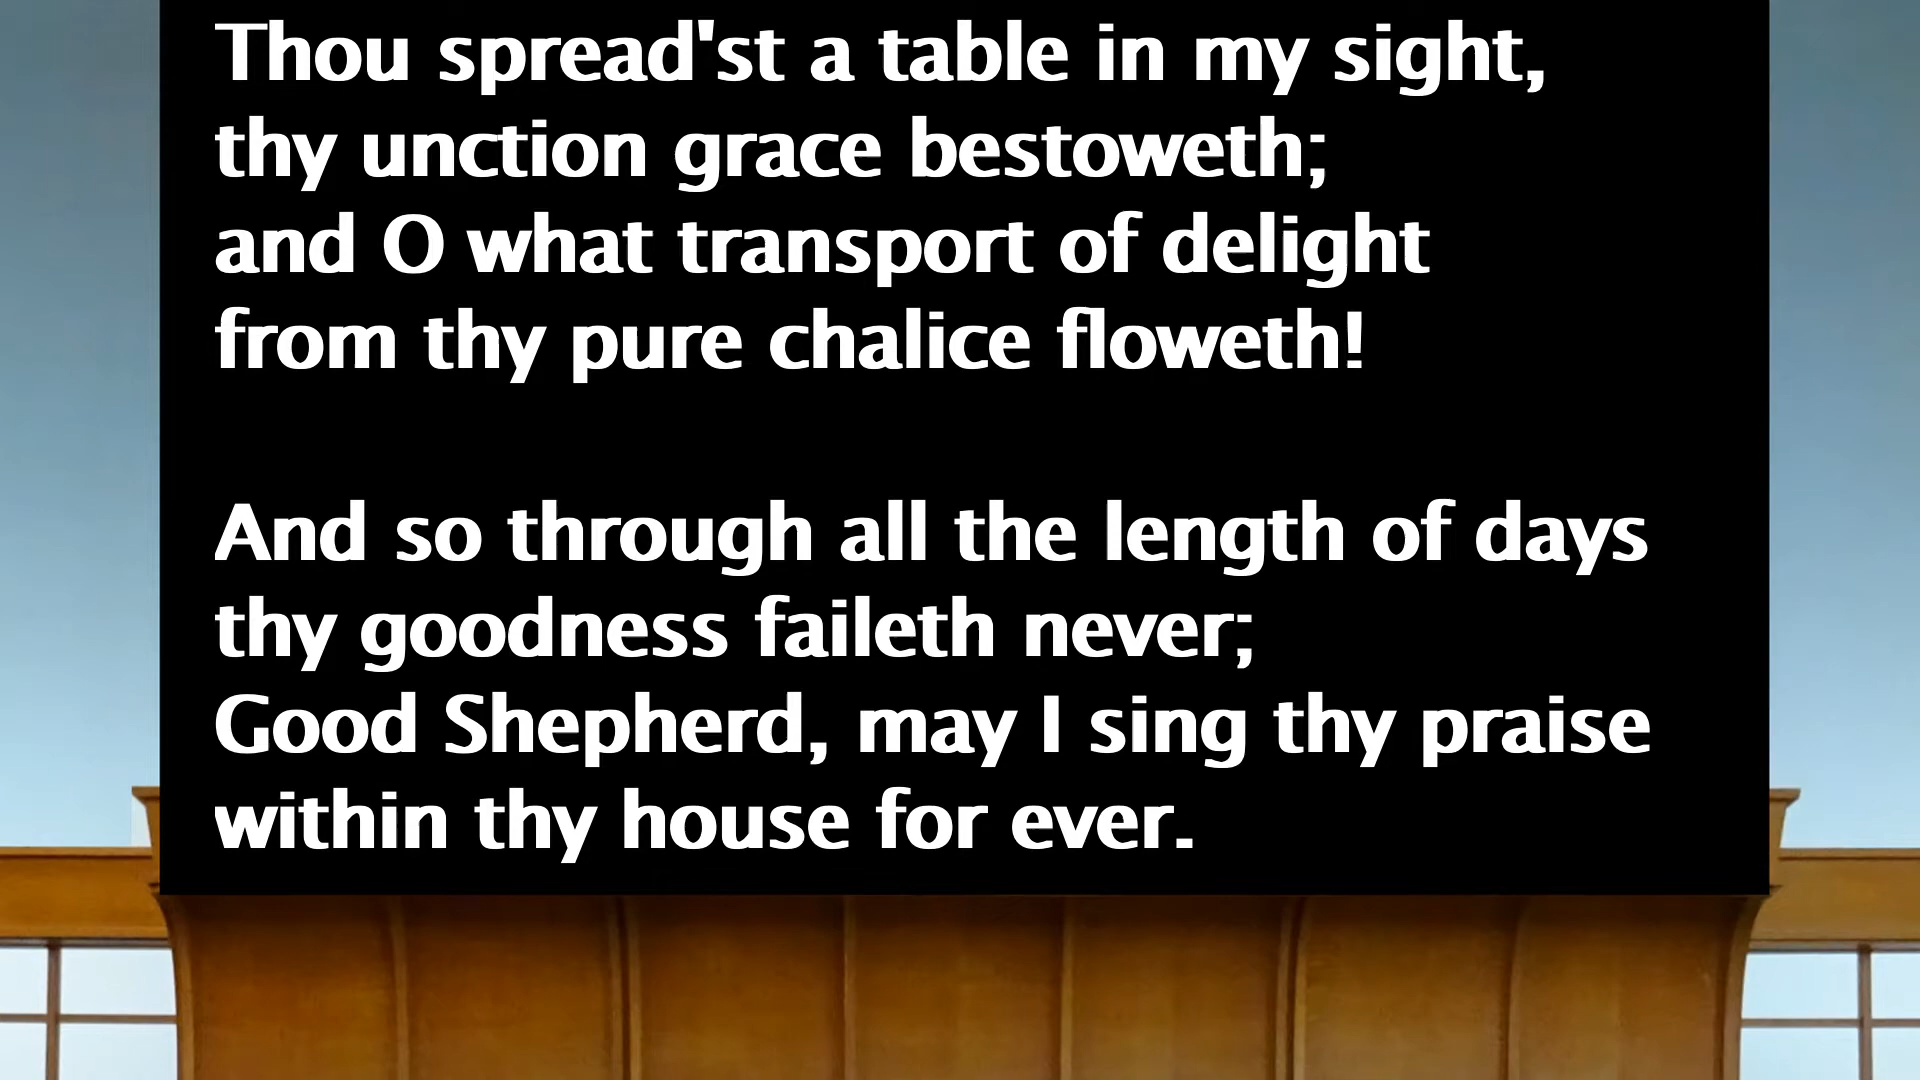 Thou spread'st a table in my sight,
thy unction grace bestoweth;
and O what transport of delight
from thy pure chalice floweth!
And so through all the length of days
thy goodness faileth never;
Good Shepherd, may I sing thy praise
within thy house for ever.